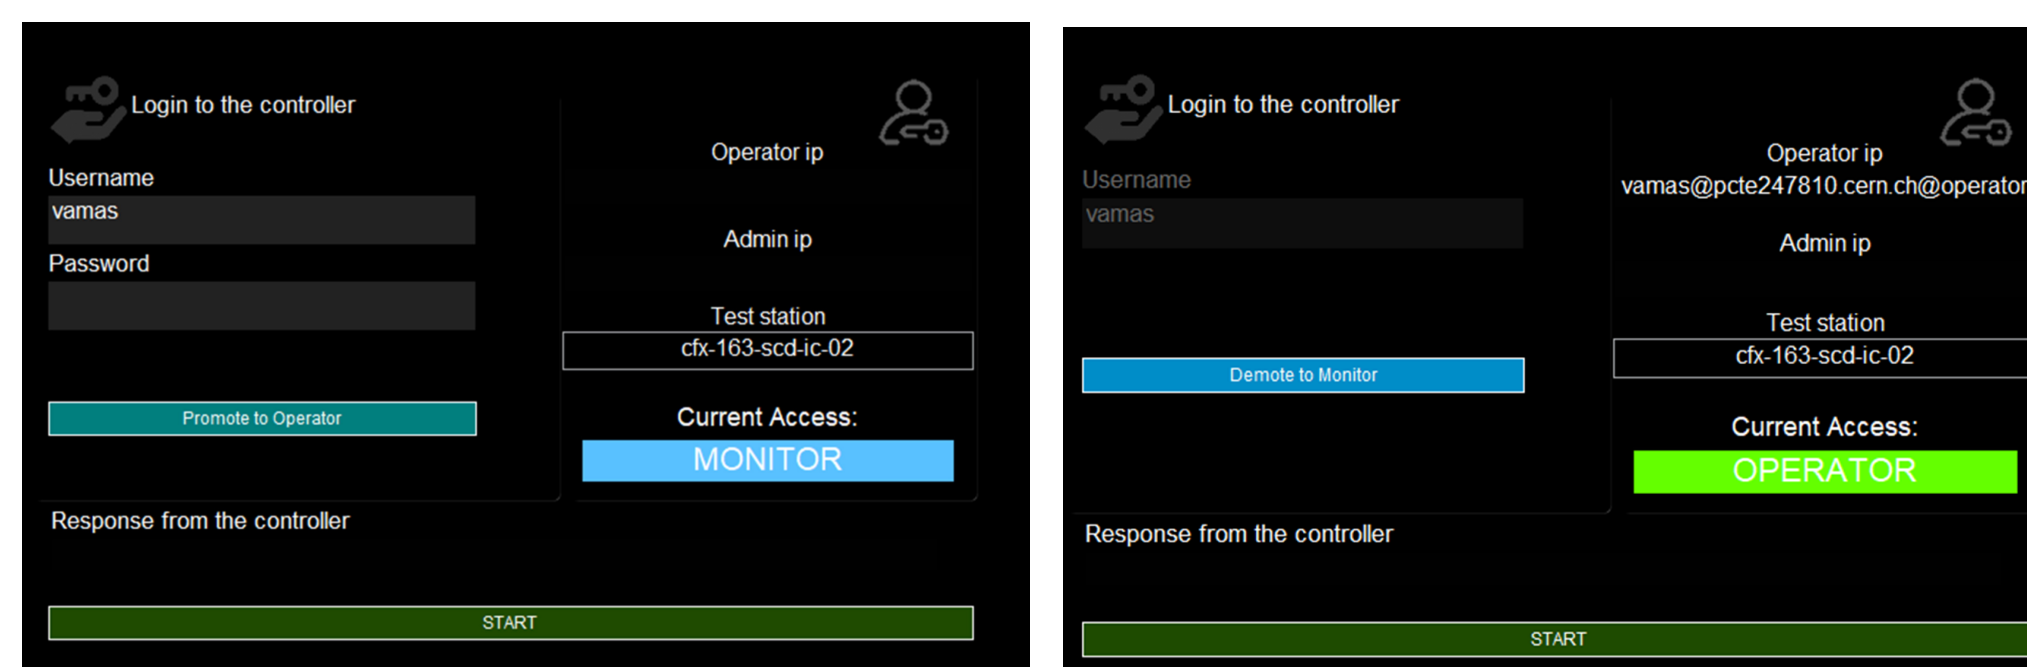 Login to the controller
Username
vamas
Password
Promote to Operator
Operator ip
Admin ip
Test station
cfx-163-scd-ic-02
Current Access:
MONITOR
Response from the controller
START
Login to the controller
Username
vamas
Demote to Monitor
Operator ip
vamas@pcte247810.cern.ch@operator
Admin ip
Test station
cfx-163-scd-ic-02
Current Access:
OPERATOR
Response from the controller
START